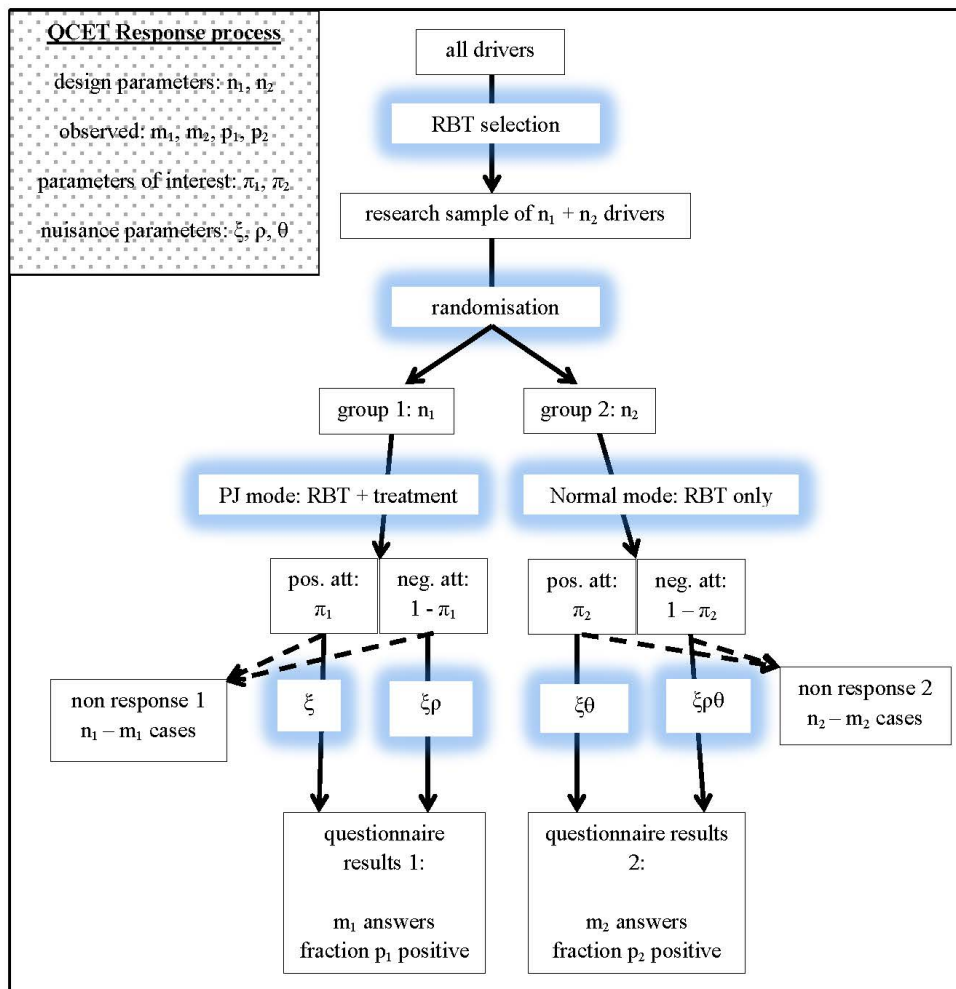 QCET Response process
design parameters: n₁, n₂
observed: m₁, m₂, p₁, p₂
parameters of interest: π₁, π₂
nuisance parameters: ξ, ρ, θ
all drivers
RBT selection
research sample of n₁ + n₂ drivers
randomisation
group 1: n₁
group 2: n₂
PJ mode: RBT + treatment
Normal mode: RBT only
pos. att:
π₁
neg. att:
1 - π₁
pos. att:
π₂
neg. att:
1 – π₂
non response 1
n₁ – m₁ cases
ξ
ξρ
ξθ
ξρθ
non response 2
n₂ – m₂ cases
questionnaire
results 1:
m₁ answers
fraction p₁ positive
questionnaire results
2:
m₂ answers
fraction p₂ positive